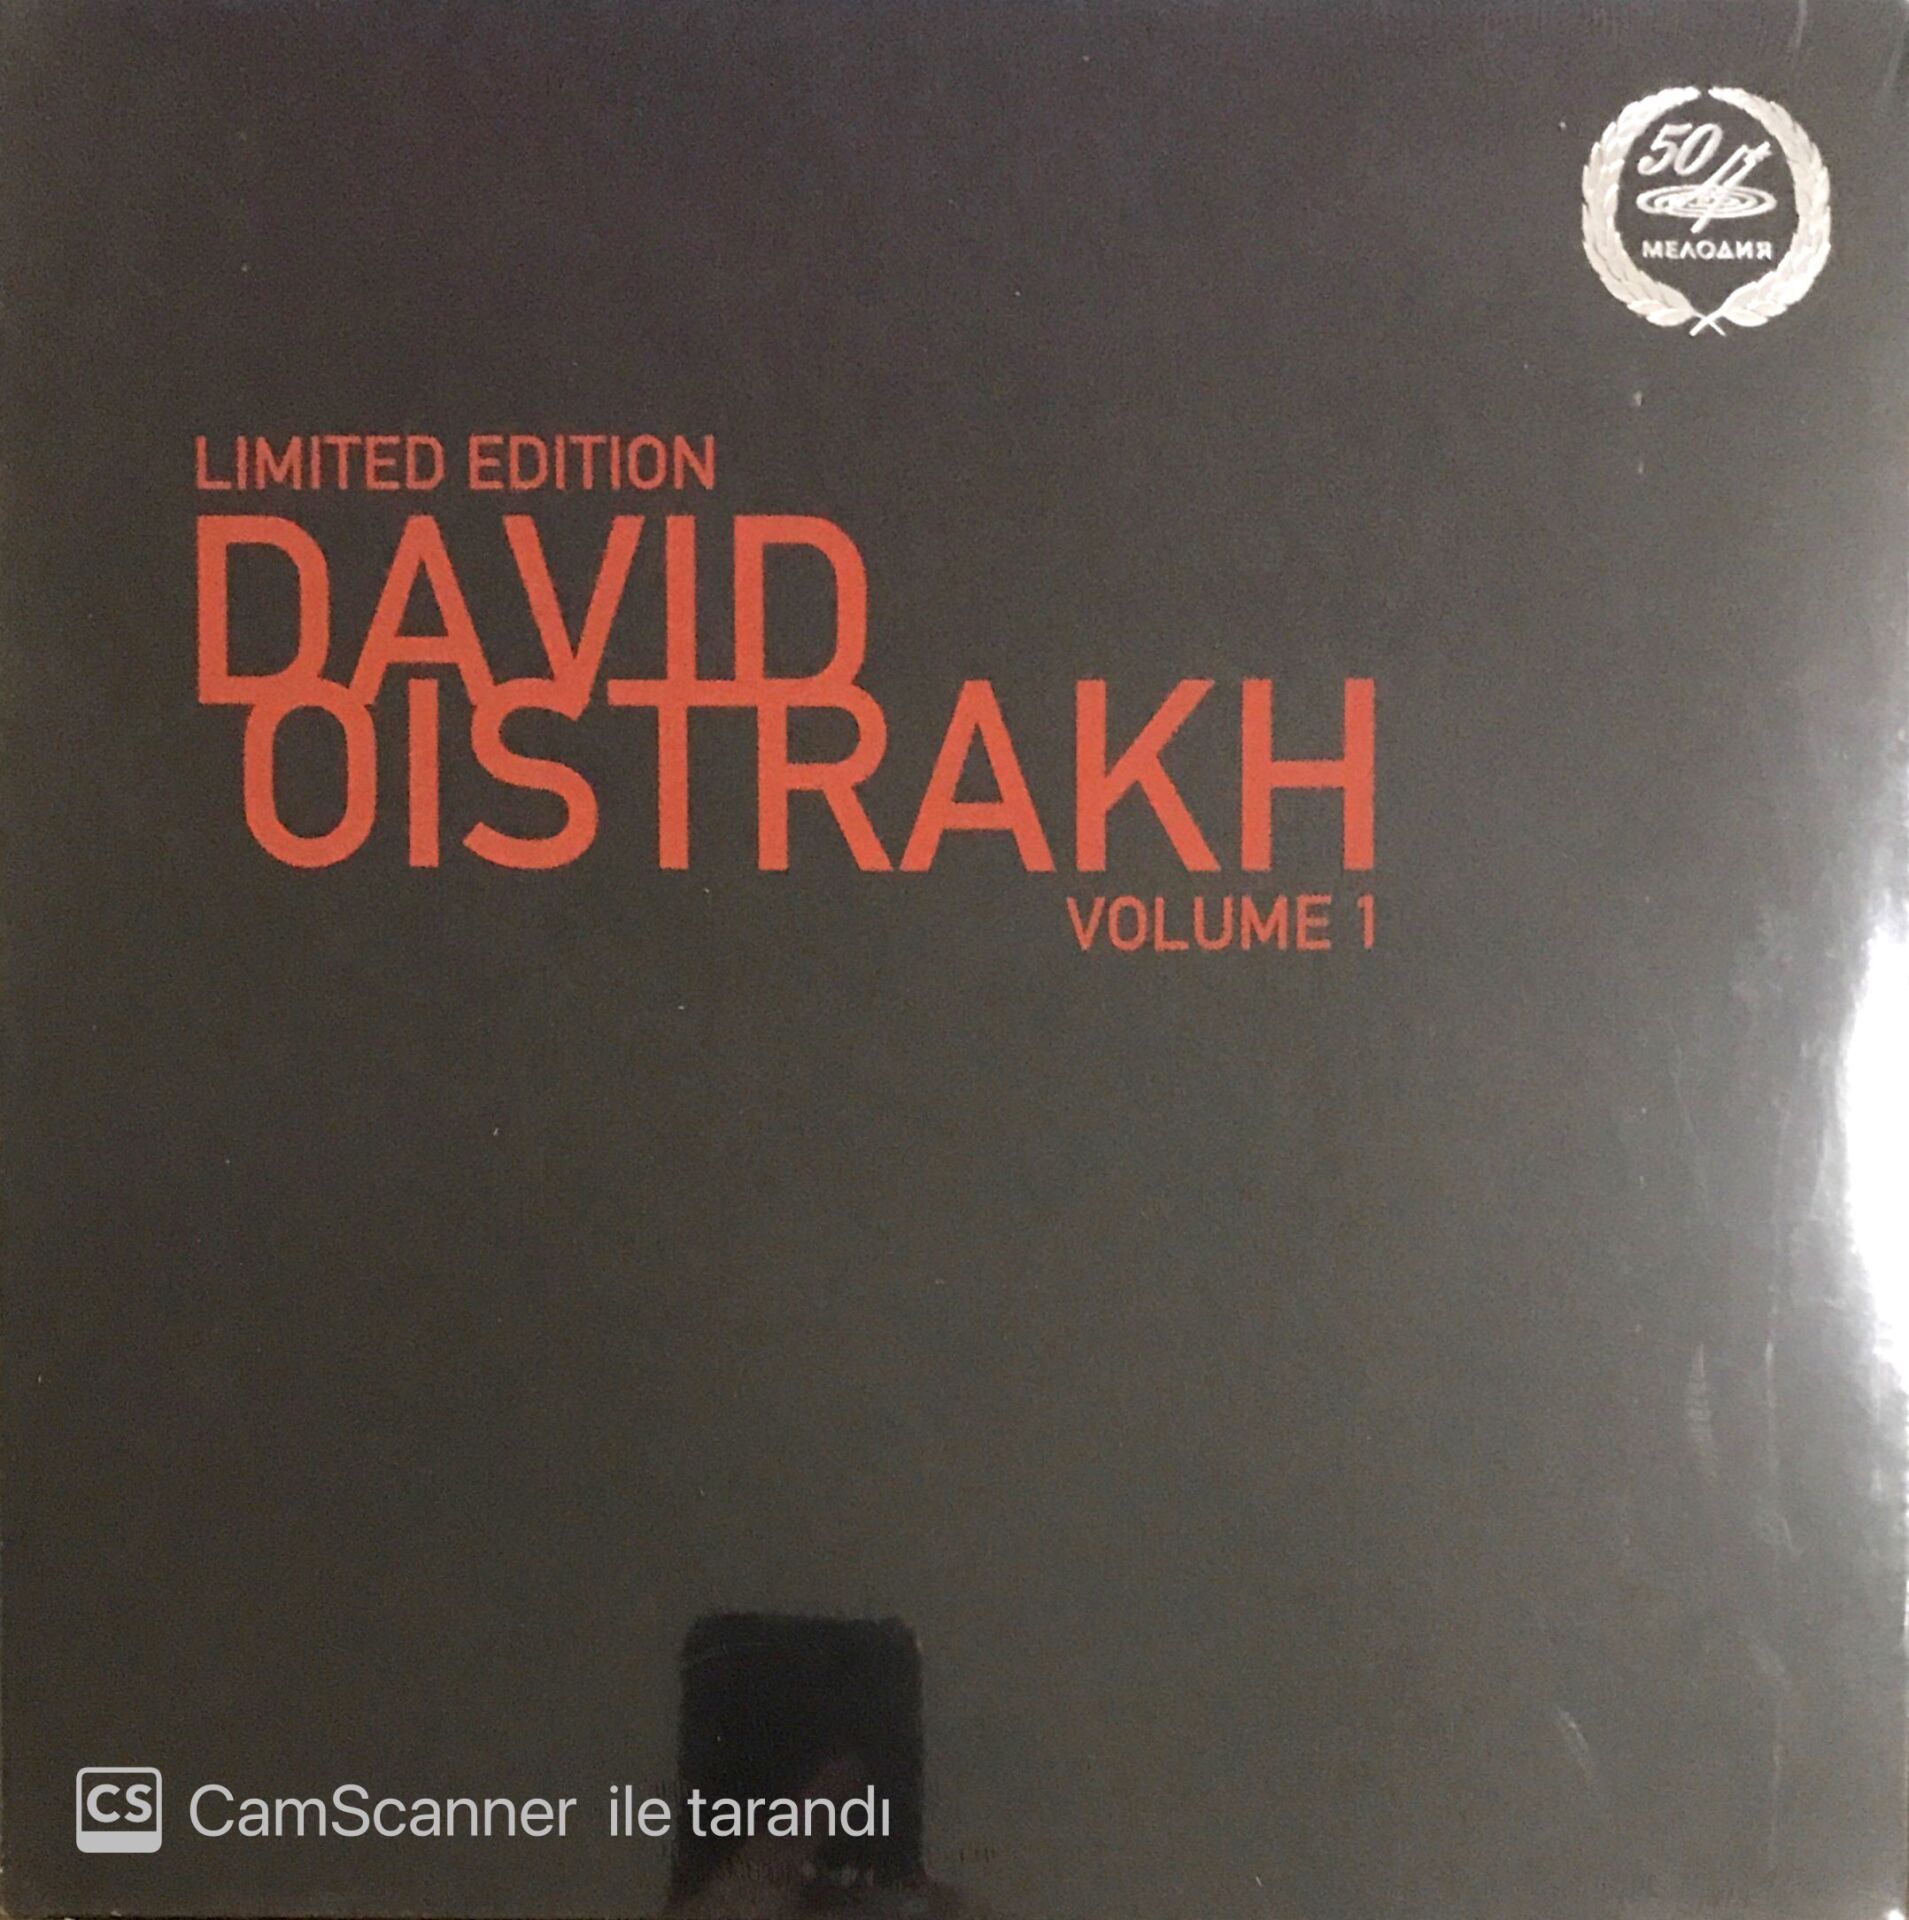 50
МЕЛОДИЯ
LIMITED EDITION
DAVID
OISTRAKH
VOLUME 1
CS CamScanner ile tarandı